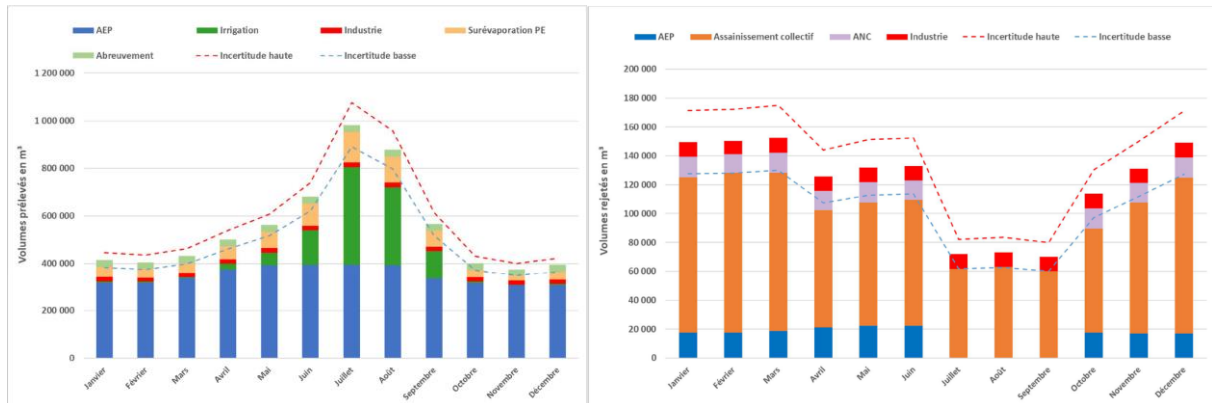 AEP Irrigation Industrie Surévaporation PE
Abreuvement Incertitude haute Incertitude basse
Volumes prélevés en m³
1 200 000
1 000 000
800 000
600 000
400 000
200 000
0
Janvier Février Mars Avril Mai Juin Juillet Août Septembre Octobre Novembre Décembre
AEP Assainissement collectif ANC Industrie Incertitude haute Incertitude basse
Volumes rejetés en m³
200 000
180 000
160 000
140 000
120 000
100 000
80 000
60 000
40 000
20 000
0
Janvier Février Mars Avril Mai Juin Juillet Août Septembre Octobre Novembre Décembre